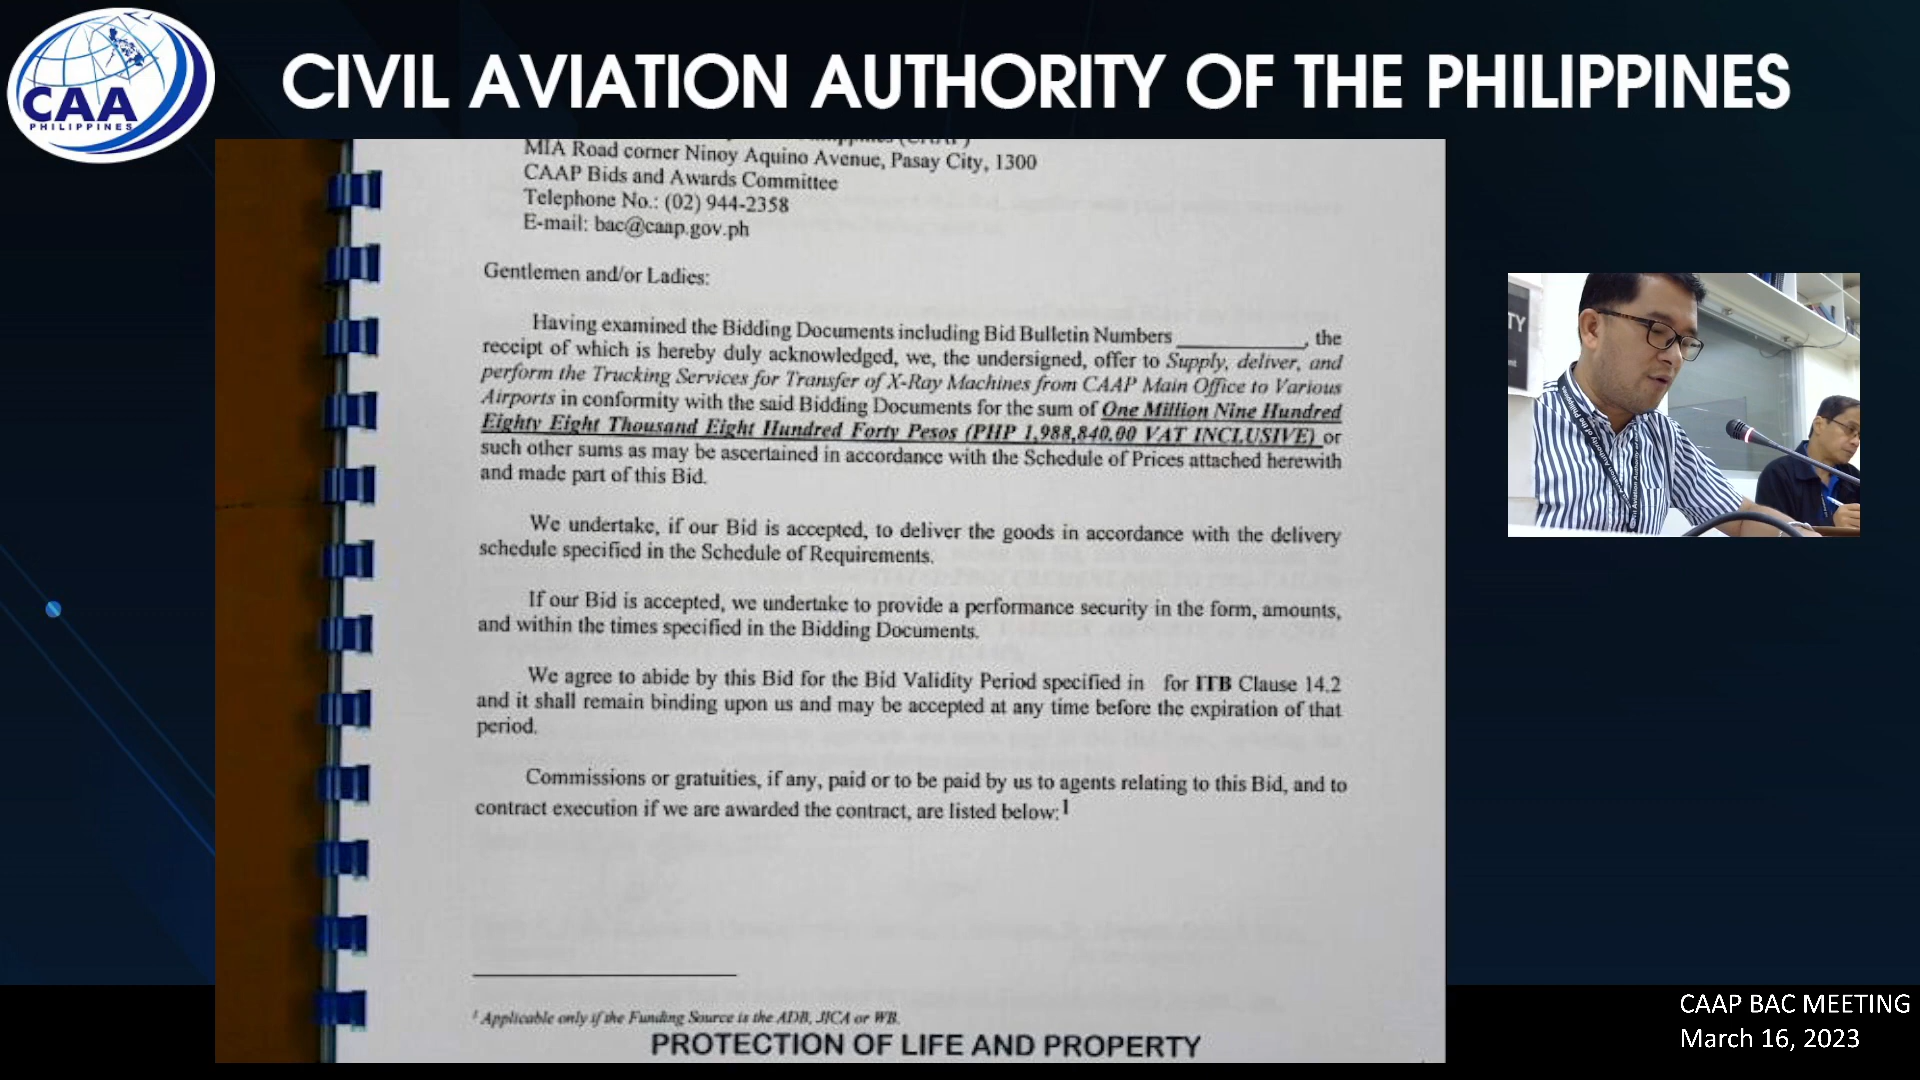 CAA
PHILIPPINES
CIVIL AVIATION AUTHORITY OF THE PHILIPPINES
MIA Road corner Ninoy Aquino Avenue, Pasay City, 1300
CAAP Bids and Awards Committee
Telephone No.: (02) 944-2358
E-mail: bac@caap.gov.ph
Gentlemen and/or Ladies:
Having examined the Bidding Documents including Bid Bulletin Numbers ____________, the
receipt of which is hereby duly acknowledged, we, the undersigned, offer to Supply, deliver, and
perform the Trucking Services for Transfer of X-Ray Machines from CAAP Main Office to Various
Airports in conformity with the said Bidding Documents for the sum of One Million Nine Hundred
Eighty Eight Thousand Eight Hundred Forty Pesos (PHP 1,988,840.00 VAT INCLUSIVE) or
such other sums as may be ascertained in accordance with the Schedule of Prices attached herewith
and made part of this Bid.
We undertake, if our Bid is accepted, to deliver the goods in accordance with the delivery
schedule specified in the Schedule of Requirements.
If our Bid is accepted, we undertake to provide a performance security in the form, amounts,
and within the times specified in the Bidding Documents.
We agree to abide by this Bid for the Bid Validity Period specified in for ITB Clause 14.2
and it shall remain binding upon us and may be accepted at any time before the expiration of that
period.
Commissions or gratuities, if any, paid or to be paid by us to agents relating to this Bid, and to
contract execution if we are awarded the contract, are listed below:1
1 Applicable only if the Funding Source is the ADB, JICA or WB.
PROTECTION OF LIFE AND PROPERTY
CAAP BAC MEETING
March 16, 2023